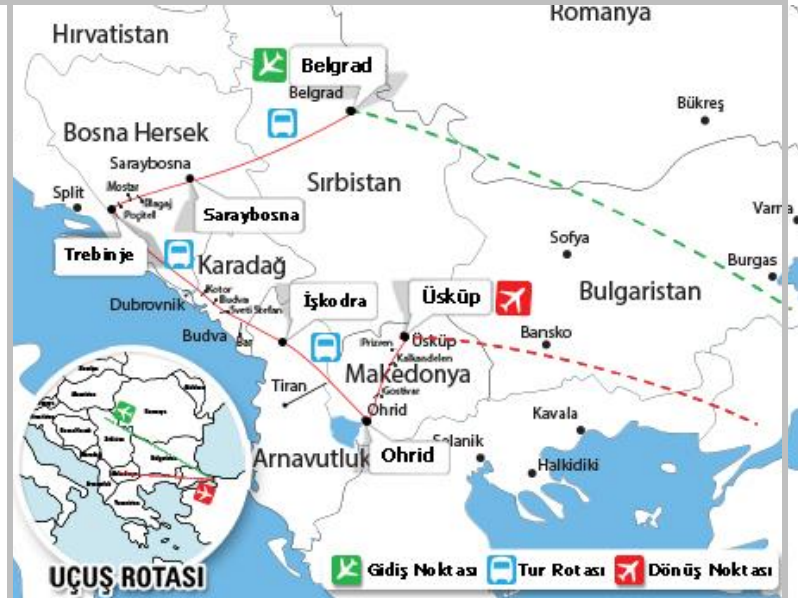 Romanya
Hırvatistan
Belgrad
Belgrad
Bükreş
Bosna Hersek
Saraybosna
Sırbistan
Mostar
Blagaj
Split
Poçitell
Saraybosna
Varna
Trebinje
Sofya
Karadağ
Burgas
Kotor
Budva
Sveti Stefan
Dubrovnik
İşkodra
Üsküp
Bulgaristan
Budva
Bar
Prizven
Üsküp
Bansko
Kalkandelen
Makedonya
Tiran
Gostivar
Ohrid
Kavala
Arnavutluk
Ohrid
Selanik
Halkidiki
UÇUŞ ROTASI
Gidiş Noktası
Tur Rotası
Dönüş Noktası